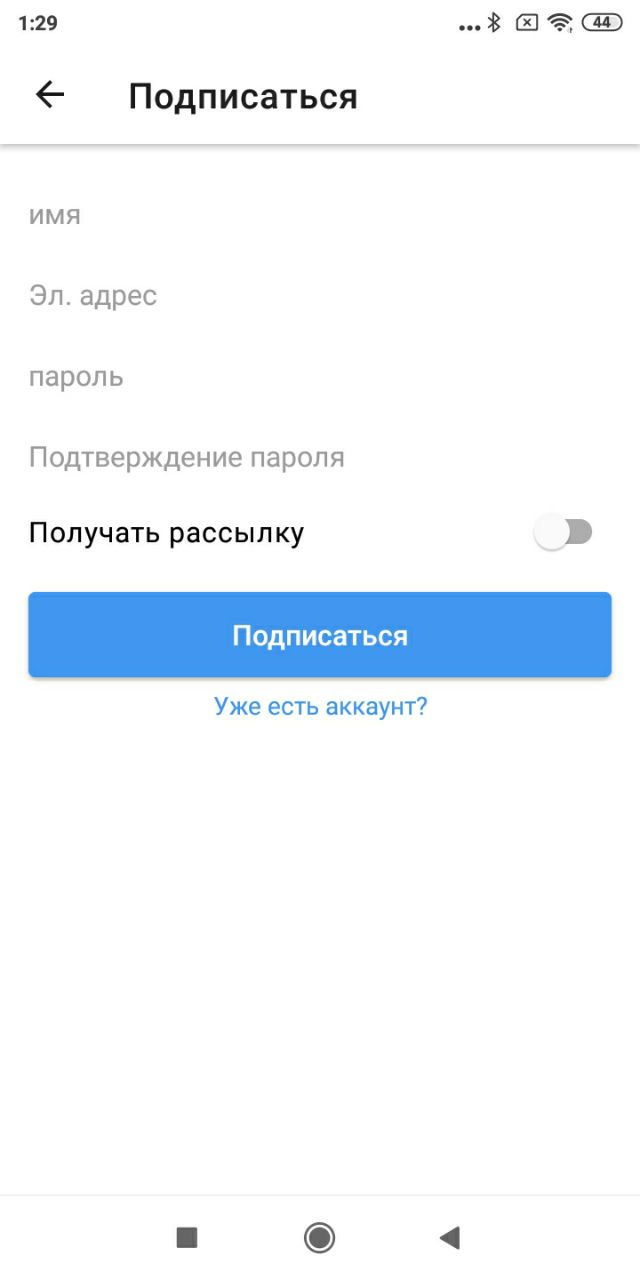 1:29
44
Подписаться
имя
Эл. адрес
пароль
Подтверждение пароля
Получать рассылку
Подписаться
Уже есть аккаунт?